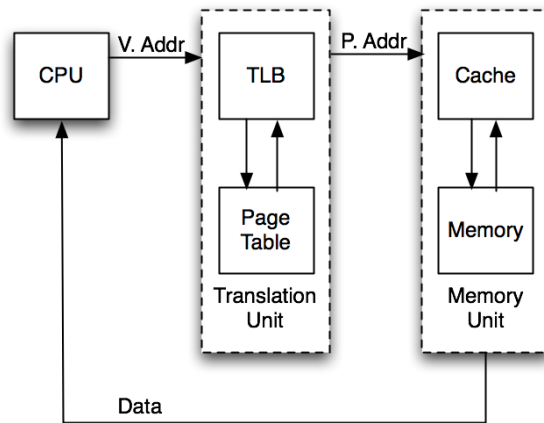 V. Addr
P. Addr
CPU
TLB
Cache
Page
Table
Memory
Translation
Unit
Memory
Unit
Data